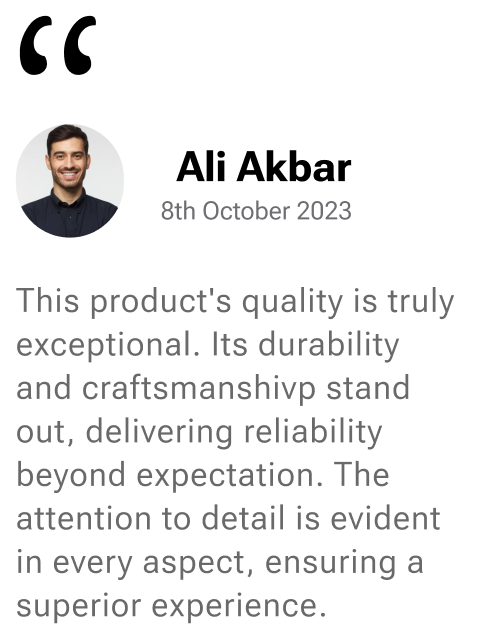 “
Ali Akbar
8th October 2023
This product's quality is truly
exceptional. Its durability
and craftsmanshivp stand
out, delivering reliability
beyond expectation. The
attention to detail is evident
in every aspect, ensuring a
superior experience.